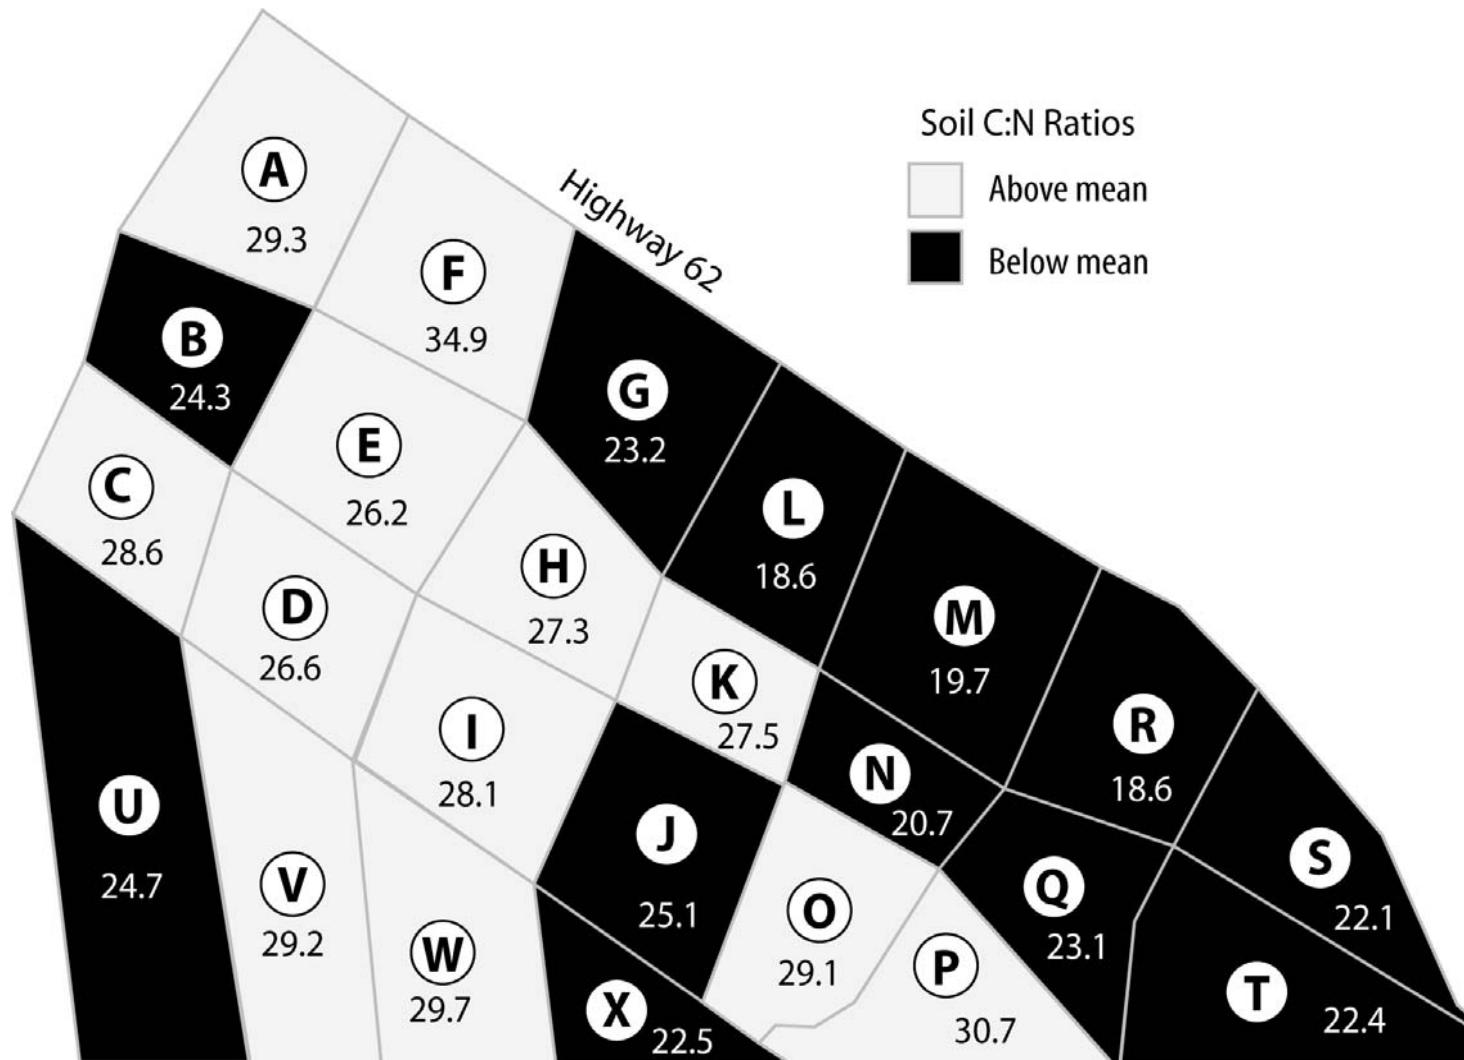 Soil C:N Ratios
Above mean
Below mean
Highway 62
A
29.3
F
34.9
B
24.3
G
23.2
E
26.2
C
28.6
L
18.6
H
27.3
D
26.6
M
19.7
K
27.5
I
28.1
R
18.6
N
20.7
U
24.7
J
25.1
S
22.1
V
29.2
Q
23.1
O
29.1
W
29.7
P
30.7
T
22.4
X
22.5